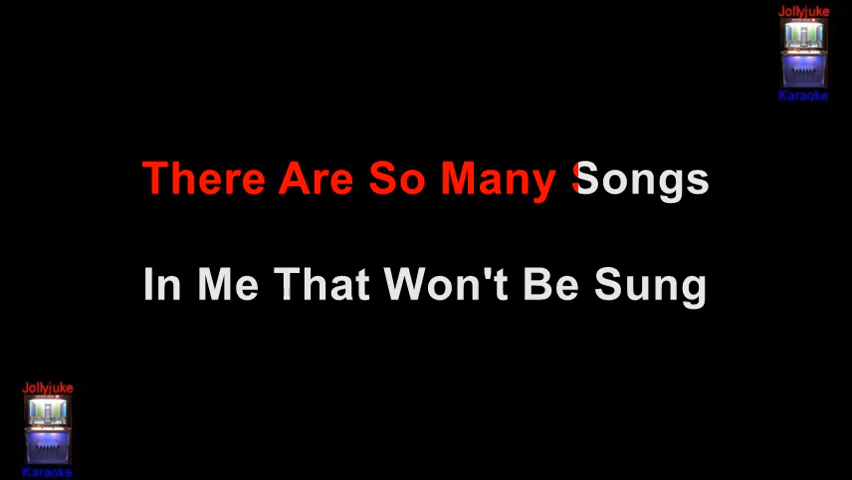 Jollyjuke
Karaoke
There Are So Many Songs
In Me That Won't Be Sung
Jollyjuke
Karaoke